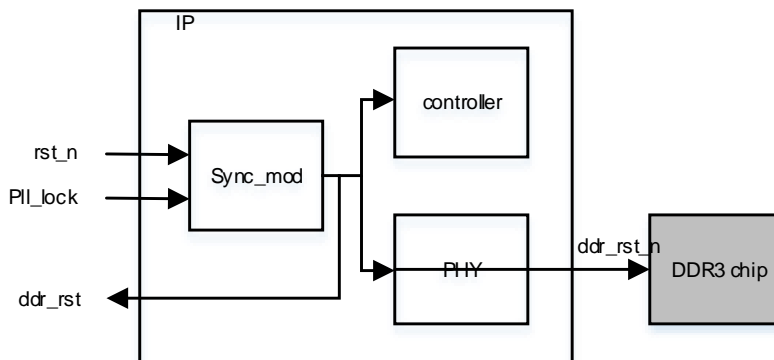 IP
controller
rst_n
Sync_mod
Pll_lock
ddr_rst_n
PHY
DDR3 chip
ddr_rst